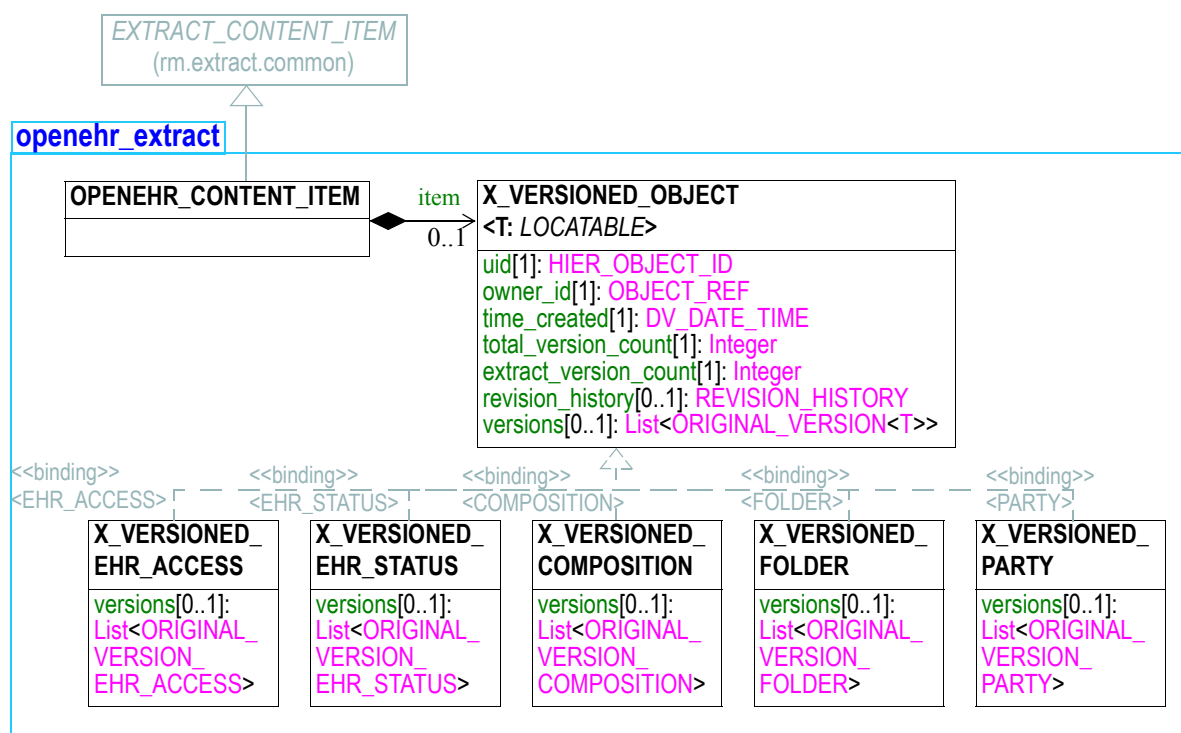 EXTRACT_CONTENT_ITEM
(rm.extract.common)
openehr_extract
OPENEHR_CONTENT_ITEM
item
0..1
X_VERSIONED_OBJECT
<T: LOCATABLE>
uid[1]: HIER_OBJECT_ID
owner_id[1]: OBJECT_REF
time_created[1]: DV_DATE_TIME
total_version_count[1]: Integer
extract_version_count[1]: Integer
revision_history[0..1]: REVISION_HISTORY
versions[0..1]: List<ORIGINAL_VERSION<T>>
<<binding>>
<EHR_ACCESS>
<<binding>>
<EHR_STATUS>
<<binding>>
<COMPOSITION>
<<binding>>
<FOLDER>
<<binding>>
<PARTY>
X_VERSIONED_
EHR_ACCESS
versions[0..1]:
List<ORIGINAL_
VERSION_
EHR_ACCESS>
X_VERSIONED_
EHR_STATUS
versions[0..1]:
List<ORIGINAL_
VERSION_
EHR_STATUS>
X_VERSIONED_
COMPOSITION
versions[0..1]:
List<ORIGINAL_
VERSION_
COMPOSITION>
X_VERSIONED_
FOLDER
versions[0..1]:
List<ORIGINAL_
VERSION_
FOLDER>
X_VERSIONED_
PARTY
versions[0..1]:
List<ORIGINAL_
VERSION_
PARTY>